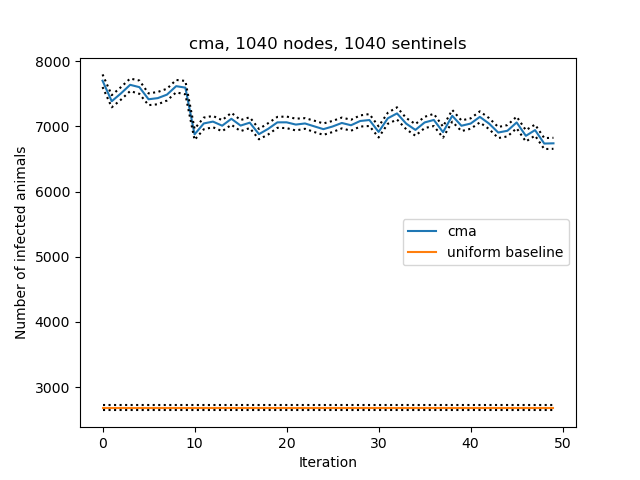 cma, 1040 nodes, 1040 sentinels
Number of infected animals
8000
7000
6000
5000
4000
3000
cma
uniform baseline
0
10
20
30
40
50
Iteration